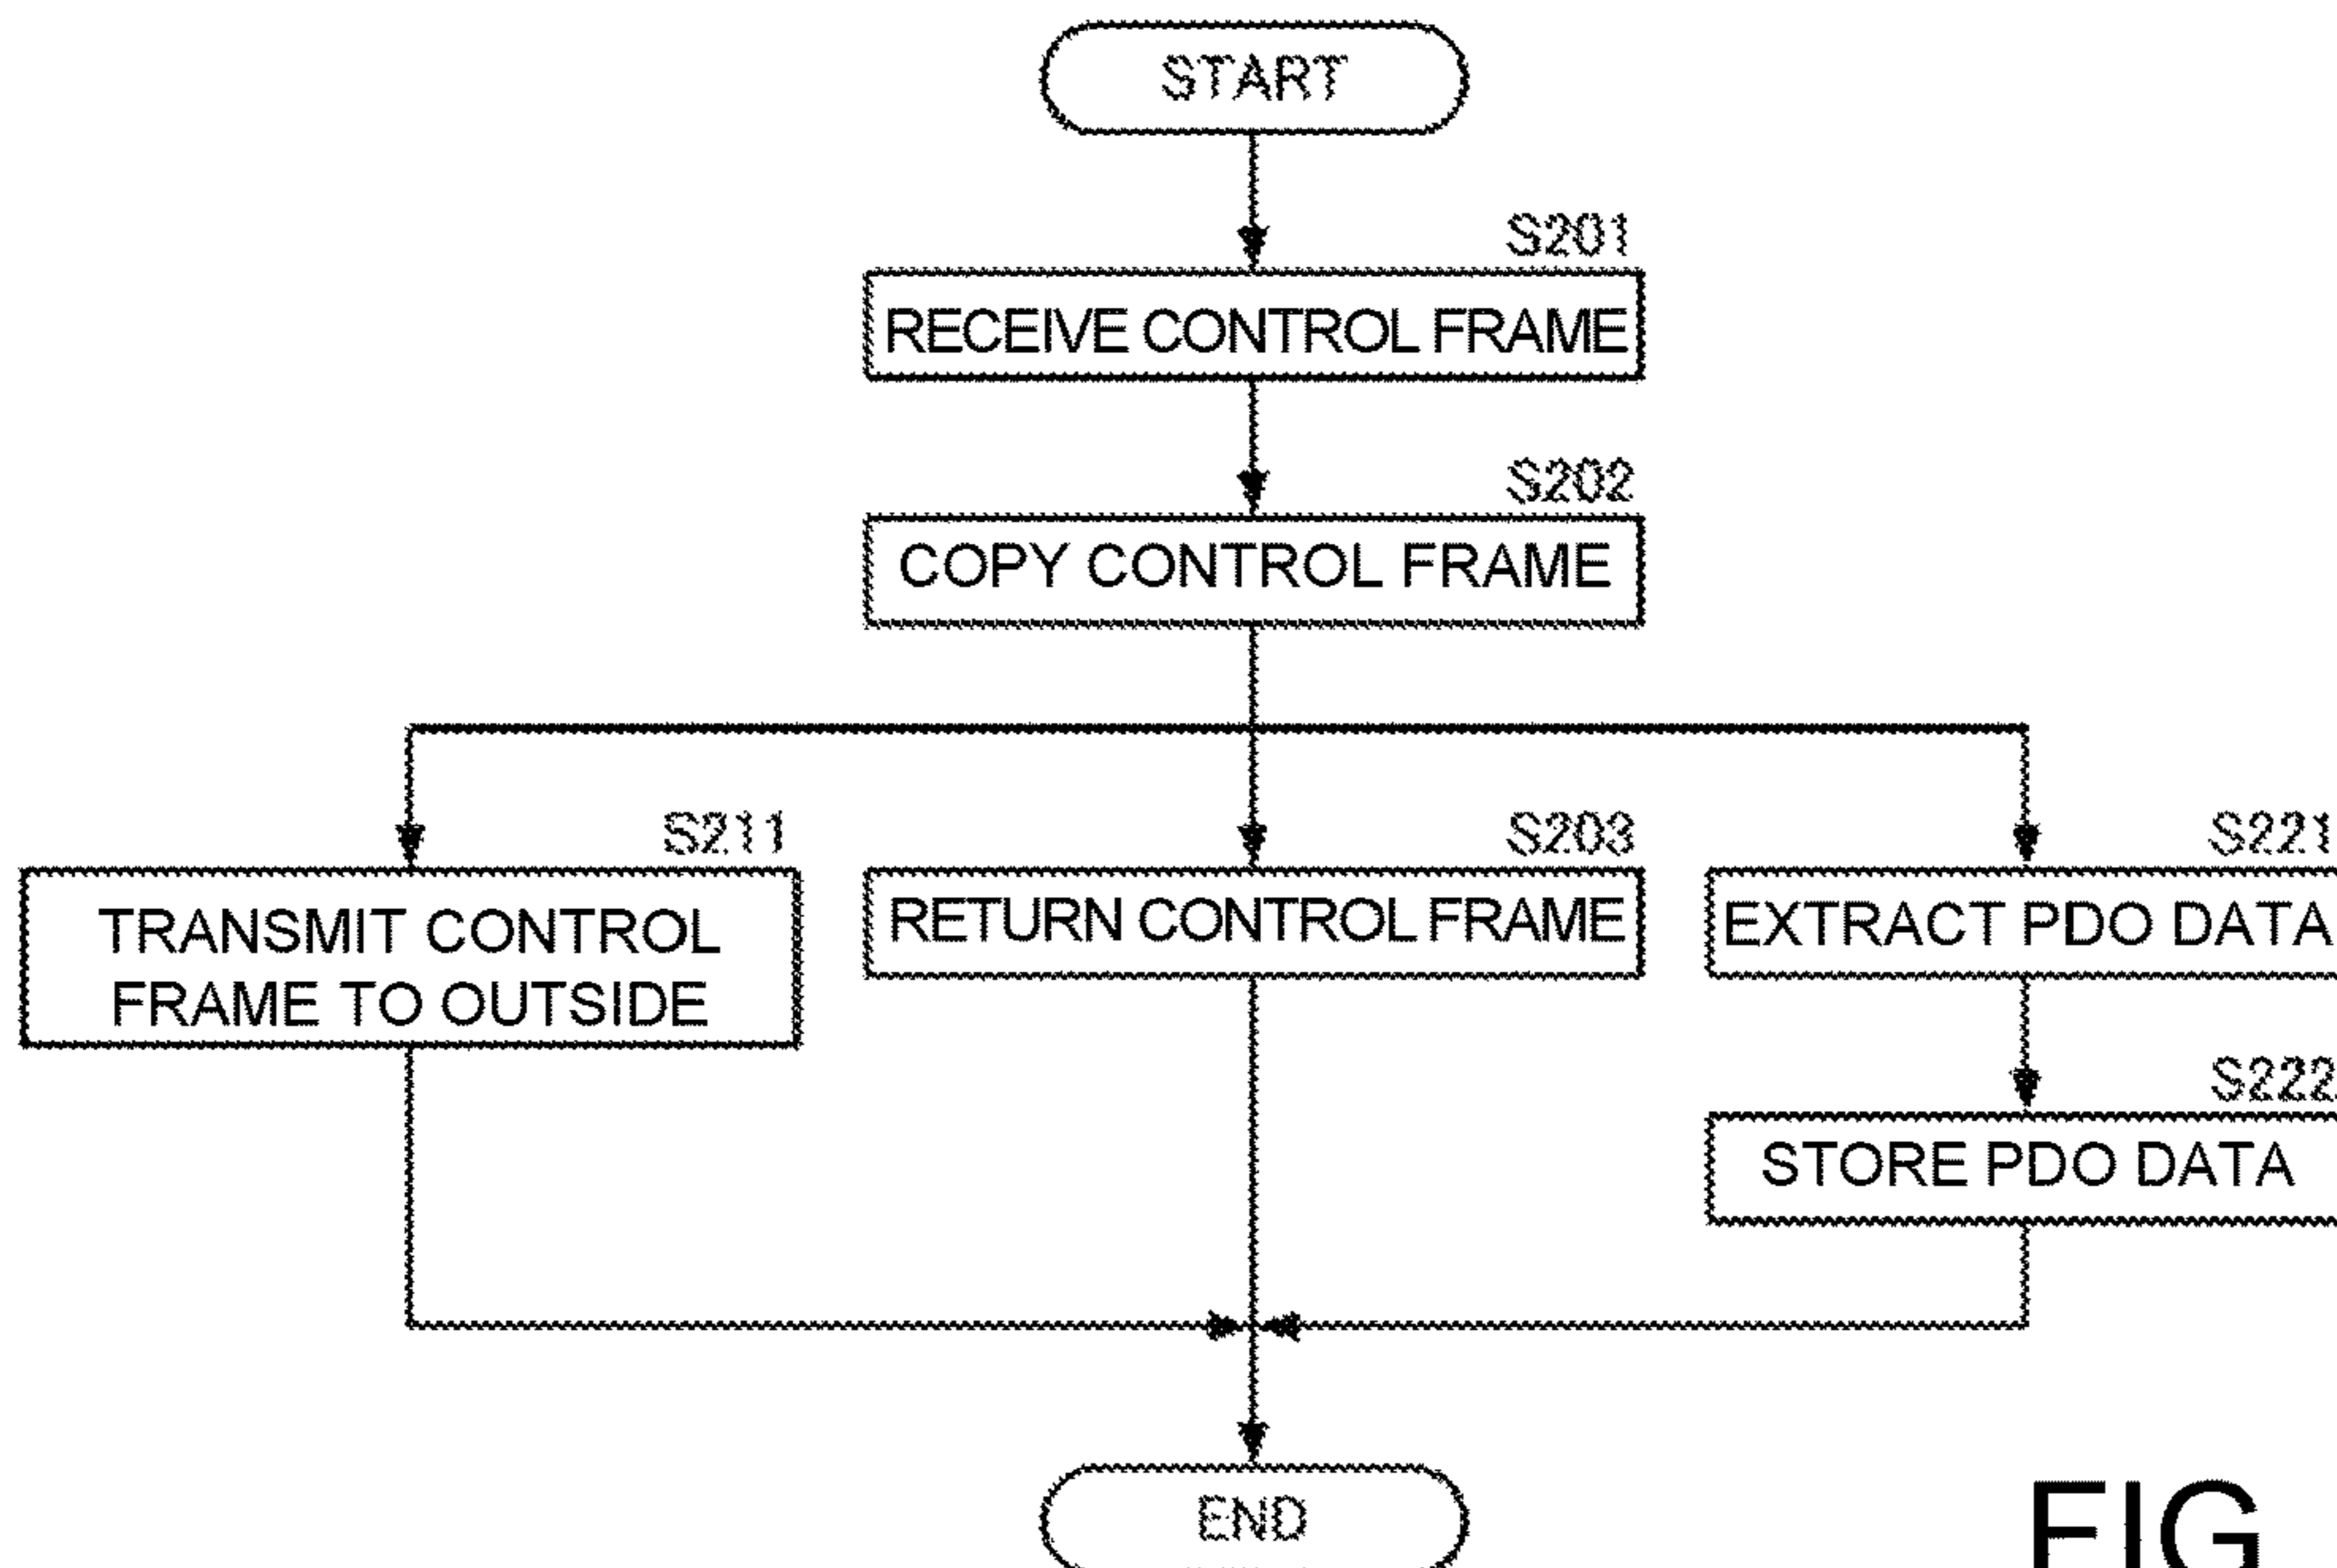 START
S201
RECEIVE CONTROL FRAME
S202
COPY CONTROL FRAME
S211
TRANSMIT CONTROL
FRAME TO OUTSIDE
S203
RETURN CONTROL FRAME
S221
EXTRACT PDO DATA
S222
STORE PDO DATA
END
FIG